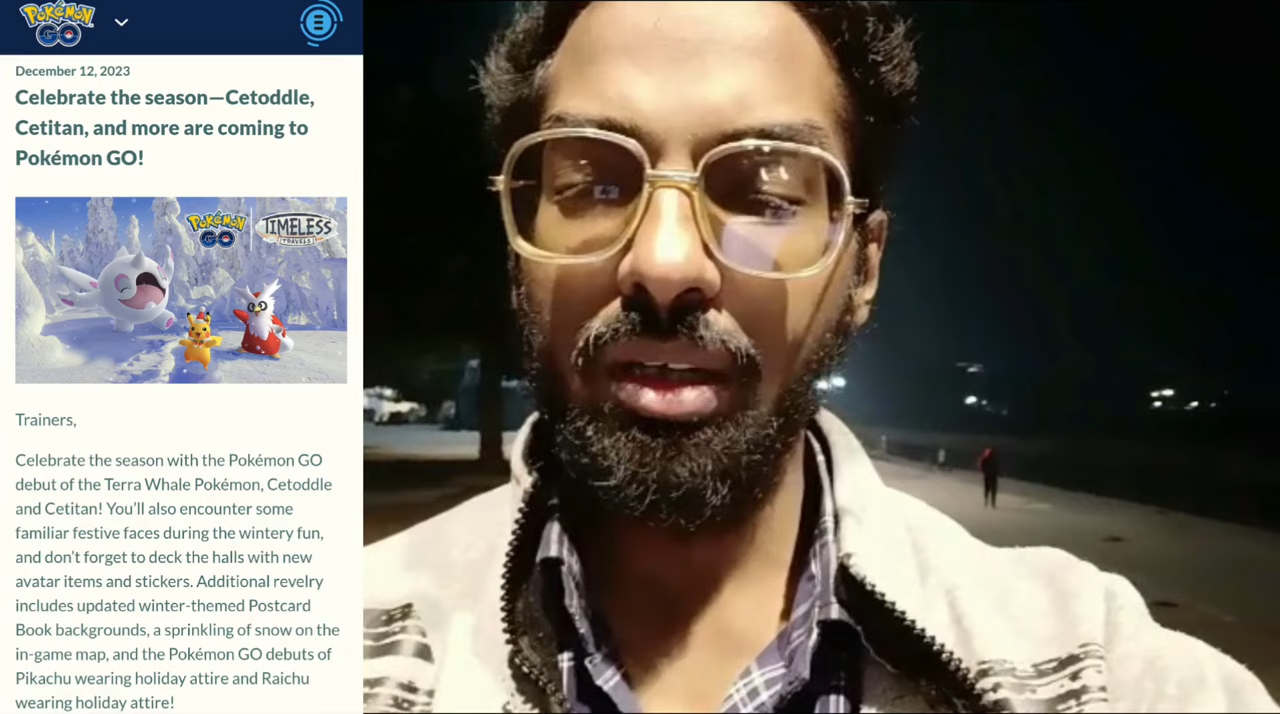 Pokémon
GO
December 12, 2023
Celebrate the season—Cetoddle,
Cetitan, and more are coming to
Pokémon GO!
Pokémon
GO
TIMELESS
TRAVELS
Trainers,
Celebrate the season with the Pokémon GO
debut of the Terra Whale Pokémon, Cetoddle
and Cetitan! You’ll also encounter some
familiar festive faces during the wintery fun,
and don’t forget to deck the halls with new
avatar items and stickers. Additional revelry
includes updated winter-themed Postcard
Book backgrounds, a sprinkling of snow on the
in-game map, and the Pokémon GO debuts of
Pikachu wearing holiday attire and Raichu
wearing holiday attire!